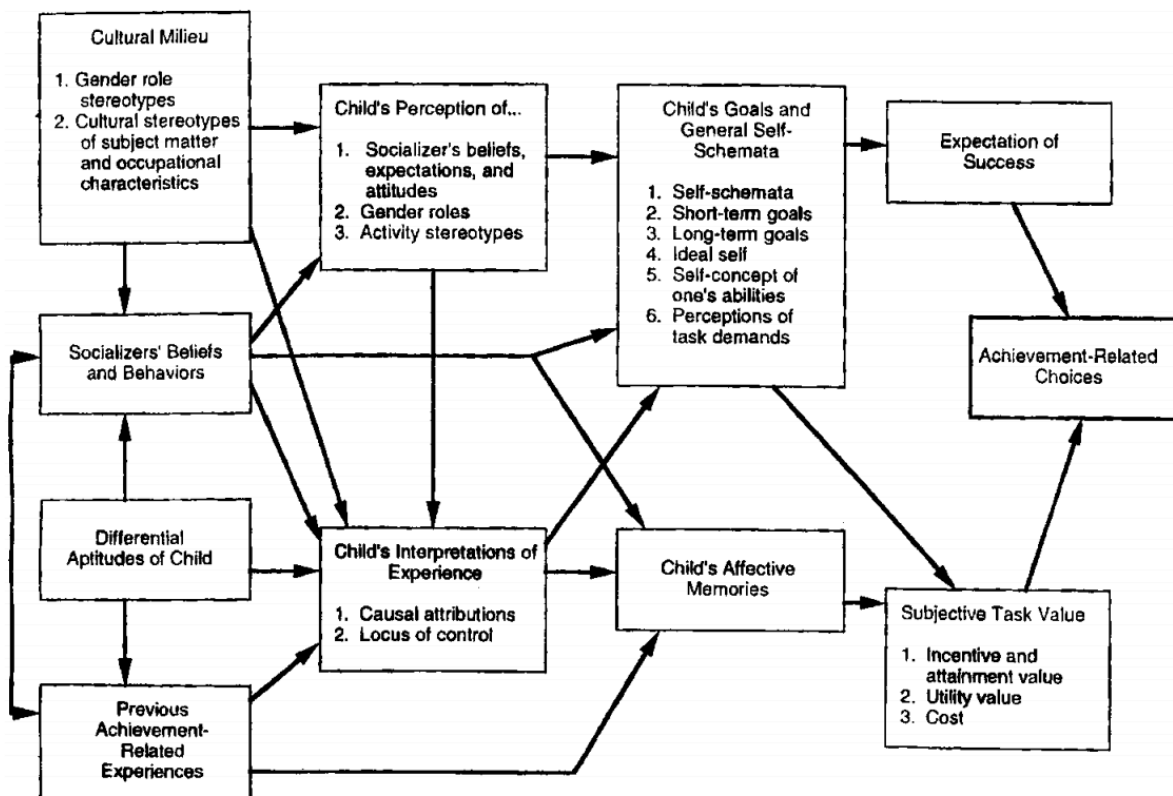 Cultural Milieu
1. Gender role
stereotypes
2. Cultural stereotypes
of subject matter
and occupational
characteristics
Child's Perception of...
1. Socializer's beliefs,
expectations, and
attitudes
2. Gender roles
3. Activity stereotypes
Child's Goals and
General Self-
Schemata
1. Self-schemata
2. Short-term goals
3. Long-term goals
4. Ideal self
5. Self-concept of
one's abilities
6. Perceptions of
task demands
Expectation of
Success
Socializers' Beliefs
and Behaviors
Achievement-Related
Choices
Differential
Aptitudes of Child
Child's Interpretations of
Experience
1. Causal attributions
2. Locus of control
Child's Affective
Memories
Subjective Task Value
1. Incentive and
attainment value
2. Utility value
3. Cost
Previous
Achievement-
Related
Experiences